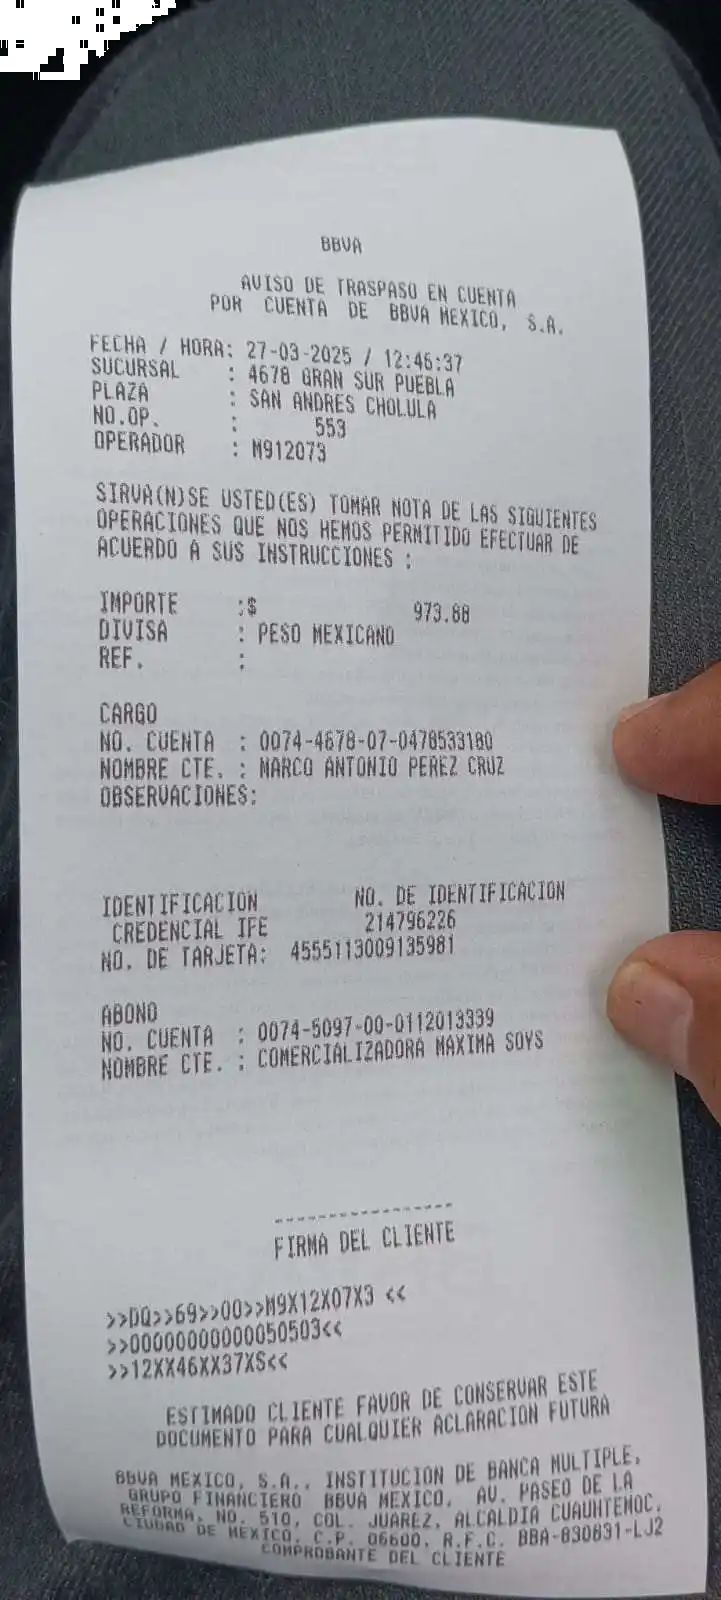 BBVA
AVISO DE TRASPASO EN CUENTA
POR CUENTA DE BBVA MEXICO, S.A.
FECHA / HORA: 27-03-2025 / 12:46:37
SUCURSAL : 4678 GRAN SUR PUEBLA
PLAZA : SAN ANDRES CHOLULA
NO.OP. : 553
OPERADOR : M912073
SIRVA(N)SE USTED(ES) TOMAR NOTA DE LAS SIGUIENTES
OPERACIONES QUE NOS HEMOS PERMITIDO EFECTUAR DE
ACUERDO A SUS INSTRUCCIONES :
IMPORTE :$ 973.88
DIVISA : PESO MEXICANO
REF. :
CARGO
NO. CUENTA : 0074-4678-07-0478533180
NOMBRE CTE. : MARCO ANTONIO PEREZ CRUZ
OBSERVACIONES:
IDENTIFICACION NO. DE IDENTIFICACION
CREDENCIAL IFE 214796226
NO. DE TARJETA: 4555113009135981
ABONO
NO. CUENTA : 0074-5097-00-0112013339
NOMBRE CTE. : COMERCIALIZADORA MAXIMA SOYS
-----------------
FIRMA DEL CLIENTE
>>DQ>>69>>00>>M9X12X07X3 <<
>>00000000000050503<<
>>12XX46XX37XS<<
ESTIMADO CLIENTE FAVOR DE CONSERVAR ESTE
DOCUMENTO PARA CUALQUIER ACLARACION FUTURA
BBVA MEXICO, S.A., INSTITUCION DE BANCA MULTIPLE,
GRUPO FINANCIERO BBVA MEXICO. AV. PASEO DE LA
REFORMA, NO. 510, COL. JUAREZ, ALCALDIA CUAUHTEMOC,
CIUDAD DE MEXICO, C.P. 06600, R.F.C. BBA-830831-LJ2
COMPROBANTE DEL CLIENTE